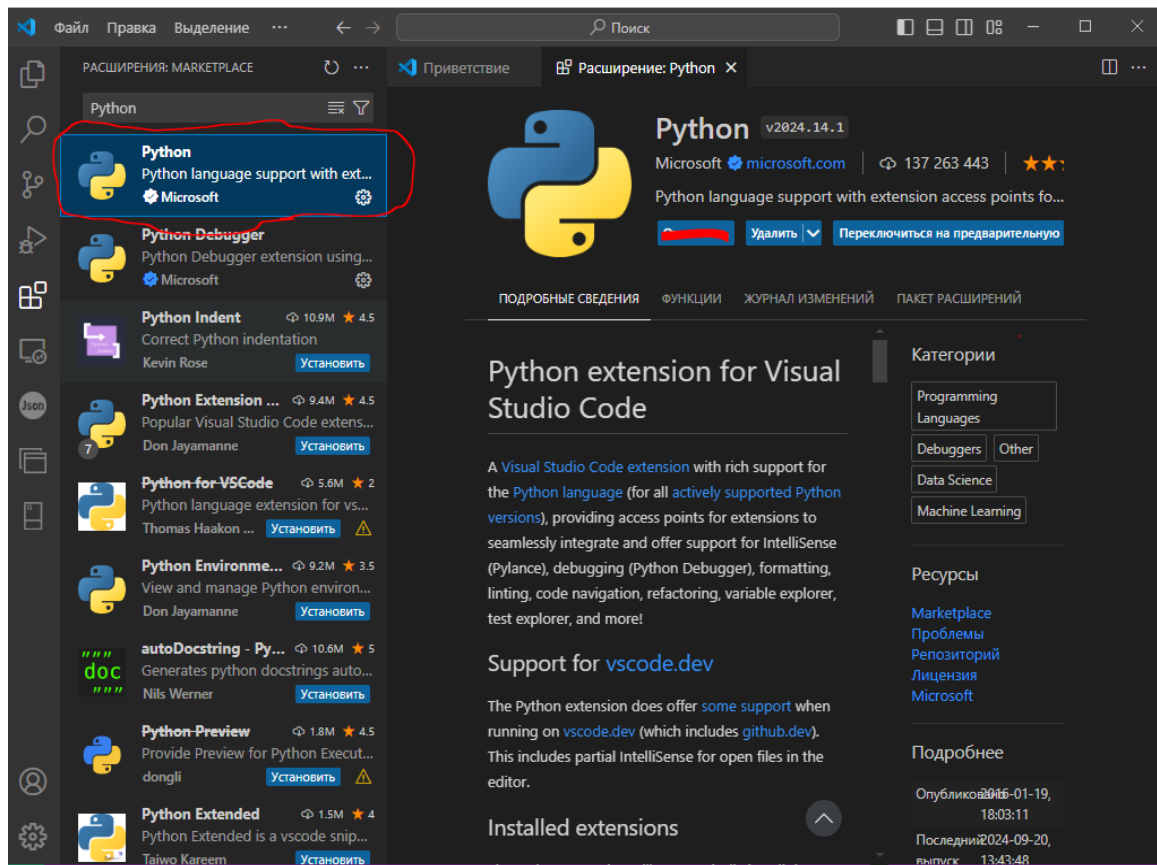 Файл Правка Выделение ···
Поиск
РАСШИРЕНИЯ: MARKETPLACE
Python
Python
Python language support with ext...
Microsoft
Python Debugger
Python Debugger extension using...
Microsoft
Python Indent 10.9M 4.5
Correct Python indentation
Kevin Rose Установить
Python Extension ... 9.4M 4.5
Popular Visual Studio Code extens...
7
Don Jayamanne Установить
Python for VSCode 5.6M 2
Python language extension for vs...
Thomas Haakon ... Установить
Python Environme... 9.2M 3.5
View and manage Python environ...
Don Jayamanne Установить
"""
doc
"""
autoDocstring - Py... 10.6M 5
Generates python docstrings auto...
Nils Werner Установить
Python Preview 1.8M 4.5
Provide Preview for Python Execut...
dongli Установить
Python Extended 1.5M 4
Python Extended is a vscode snip...
Taiwo Kareem Установить
Json
Приветствие
Расширение: Python
Python v2024.14.1
Microsoft microsoft.com 137 263 443
Python language support with extension access points fo...
Удалить Переключиться на предварительную
ПОДРОБНЫЕ СВЕДЕНИЯ ФУНКЦИИ ЖУРНАЛ ИЗМЕНЕНИЙ ПАКЕТ РАСШИРЕНИЙ
Python extension for Visual
Studio Code
A Visual Studio Code extension with rich support for
the Python language (for all actively supported Python
versions), providing access points for extensions to
seamlessly integrate and offer support for IntelliSense
(Pylance), debugging (Python Debugger), formatting,
linting, code navigation, refactoring, variable explorer,
test explorer, and more!
Support for vscode.dev
The Python extension does offer some support when
running on vscode.dev (which includes github.dev).
This includes partial IntelliSense for open files in the
editor.
Installed extensions
Категории
Programming
Languages
Debuggers Other
Data Science
Machine Learning
Ресурсы
Marketplace
Проблемы
Репозиторий
Лицензия
Microsoft
Подробнее
Опубликовано 2016-01-19,
18:03:11
Последний 2024-09-20,
выпуск 13:43:48